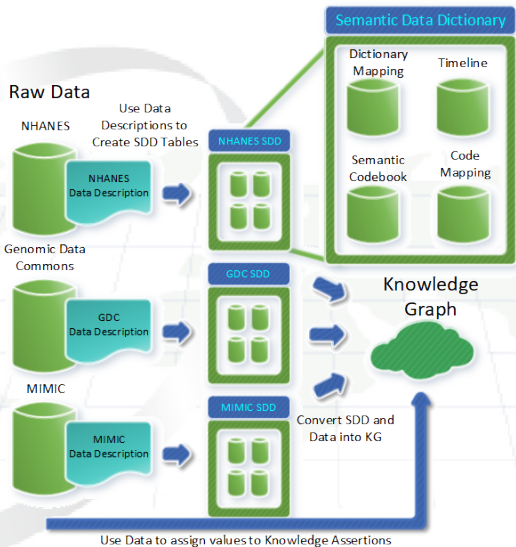 Semantic Data Dictionary
Dictionary
Mapping
Timeline
Semantic
Codebook
Code
Mapping
Raw Data
NHANES
Use Data
Descriptions to
Create SDD Tables
NHANES
Data Description
NHANES SDD
Genomic Data
Commons
GDC
Data Description
GDC SDD
Knowledge
Graph
MIMIC
MIMIC
Data Description
MIMIC SDD
Convert SDD and
Data into KG
Use Data to assign values to Knowledge Assertions